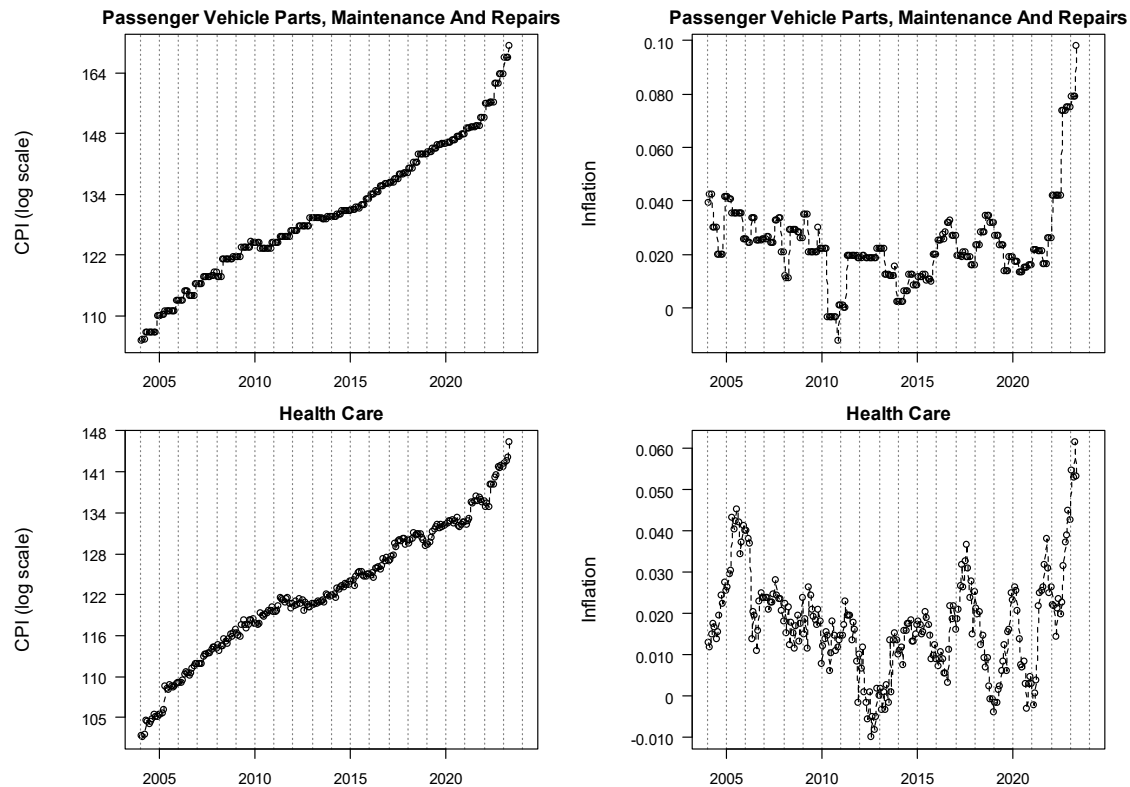 Passenger Vehicle Parts, Maintenance And Repairs
CPI (log scale)
164
148
134
122
110
2005 2010 2015 2020
Passenger Vehicle Parts, Maintenance And Repairs
Inflation
0.10
0.080
0.060
0.040
0.020
0
2005 2010 2015 2020
Health Care
CPI (log scale)
148
141
134
128
122
116
110
105
2005 2010 2015 2020
Health Care
Inflation
0.060
0.050
0.040
0.030
0.020
0.010
0
-0.010
2005 2010 2015 2020